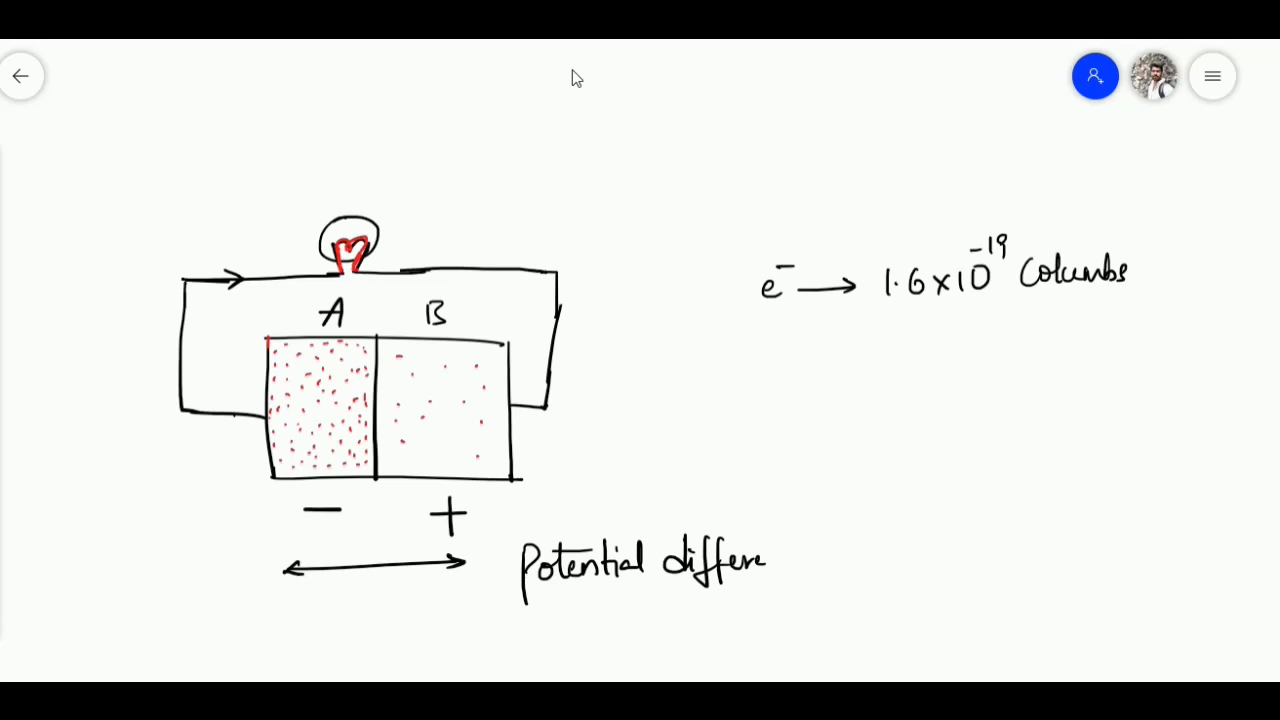 A B
e⁻ → 1.6×10⁻¹⁹ Columbs
− +
Potential differe